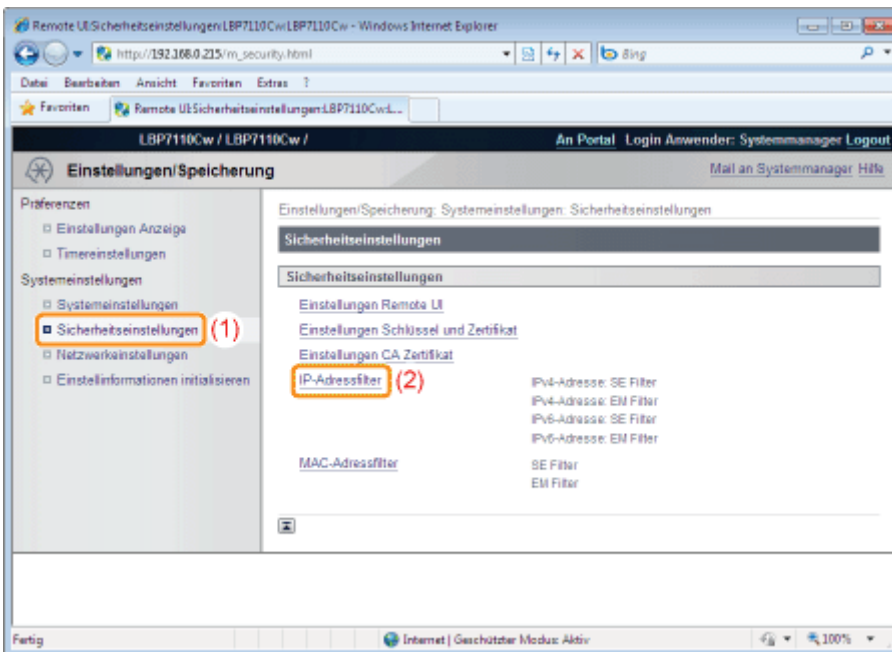 Remote UI:Sicherheitseinstellungen:LBP7110Cw:LBP7110Cw - Windows Internet Explorer
http://192.168.0.215/m_security.html
Bing
Datei Bearbeiten Ansicht Favoriten Extras ?
Favoriten Remote UI:Sicherheitseinstellungen:LBP7110Cw:L...
LBP7110Cw / LBP7110Cw / An Portal Login Anwender: Systemmanager Logout
Einstellungen/Speicherung Mail an Systemmanager Hilfe
Präferenzen
Einstellungen Anzeige
Timereinstellungen
Systemeinstellungen
Systemeinstellungen
Sicherheitseinstellungen (1)
Netzwerkeinstellungen
Einstellinformationen initialisieren
Einstellungen/Speicherung: Systemeinstellungen: Sicherheitseinstellungen
Sicherheitseinstellungen
Sicherheitseinstellungen
Einstellungen Remote UI
Einstellungen Schlüssel und Zertifikat
Einstellungen CA Zertifikat
IP-Adressfilter (2) IPv4-Adresse: SE Filter
IPv4-Adresse: EM Filter
IPv6-Adresse: SE Filter
IPv6-Adresse: EM Filter
MAC-Adressfilter SE Filter
EM Filter
Fertig Internet | Geschützter Modus: Aktiv 100%